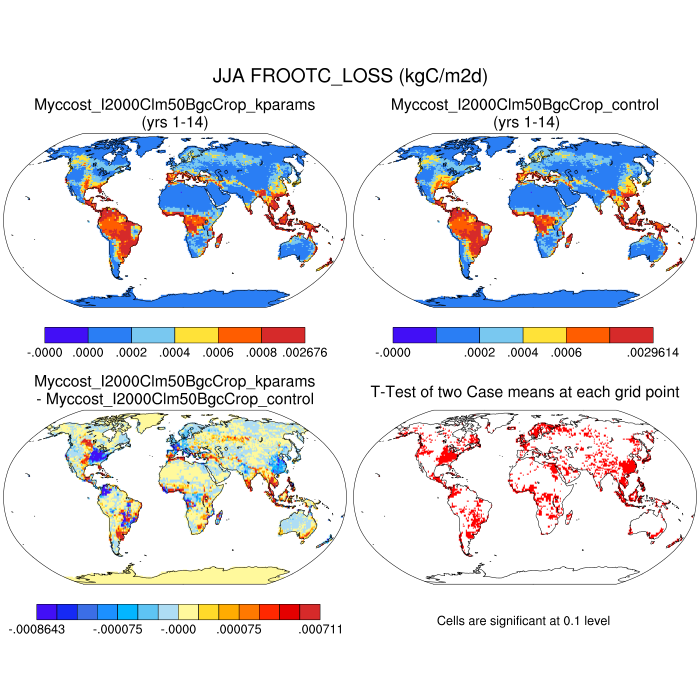 JJA FROOTC_LOSS (kgC/m2d)
Myccost_I2000Clm50BgcCrop_kparams
(yrs 1-14)
Myccost_I2000Clm50BgcCrop_control
(yrs 1-14)
-.0000 .0000 .0002 .0004 .0006 .0008 .002676
-.0000 .0002 .0004 .0006 .0029614
Myccost_I2000Clm50BgcCrop_kparams
- Myccost_I2000Clm50BgcCrop_control
T-Test of two Case means at each grid point
-.0008643 -.000075 -.0000 .000075 .000711
Cells are significant at 0.1 level